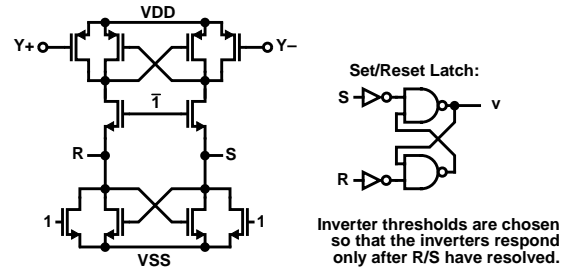 VDD
Y+
Y–
1̅
R
S
1
1
VSS
Set/Reset Latch:
S
v
R
Inverter thresholds are chosen
so that the inverters respond
only after R/S have resolved.